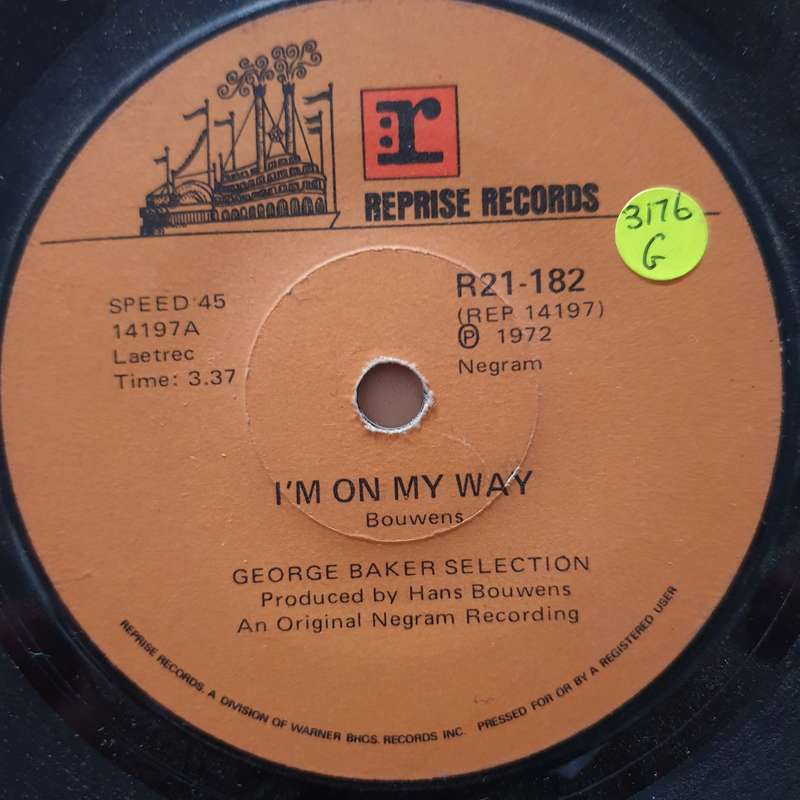 r
REPRISE RECORDS
3176
G
SPEED 45
14197A
Laetrec
Time: 3.37
R21-182
(REP 14197)
Ⓟ 1972
Negram
I'M ON MY WAY
Bouwens
GEORGE BAKER SELECTION
Produced by Hans Bouwens
An Original Negram Recording
REPRISE RECORDS. A DIVISION OF WARNER BROS. RECORDS INC. PRESSED FOR OR BY A REGISTERED USER